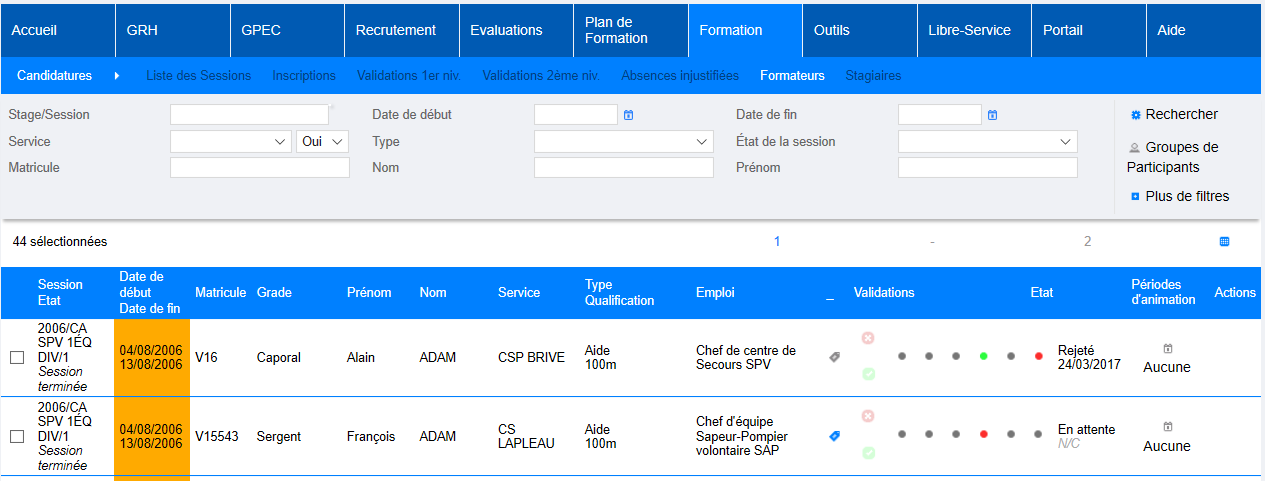 Accueil GRH GPEC Recrutement Evaluations Plan de Formation Formation Outils Libre-Service Portail Aide
Candidatures Liste des Sessions Inscriptions Validations 1er niv. Validations 2ème niv. Absences injustifiées Formateurs Stagiaires
Stage/Session Date de début Date de fin Rechercher
Service Oui Type État de la session Groupes de Participants
Matricule Nom Prénom
Plus de filtres
44 sélectionnées 1 - 2
Session Etat Date de début Date de fin Matricule Grade Prénom Nom Service Type Qualification Emploi _ Validations Etat Périodes d'animation Actions
2006/CA
SPV 1ÉQ
DIV/1
Session
terminée
04/08/2006
13/08/2006
V16 Caporal Alain ADAM CSP BRIVE
Aide
100m
Chef de centre de
Secours SPV
Rejeté
24/03/2017
Aucune
2006/CA
SPV 1ÉQ
DIV/1
Session
terminée
04/08/2006
13/08/2006
V15543 Sergent François ADAM
CS
LAPLEAU
Aide
100m
Chef d'équipe
Sapeur-Pompier
volontaire SAP
En attente
N/C
Aucune